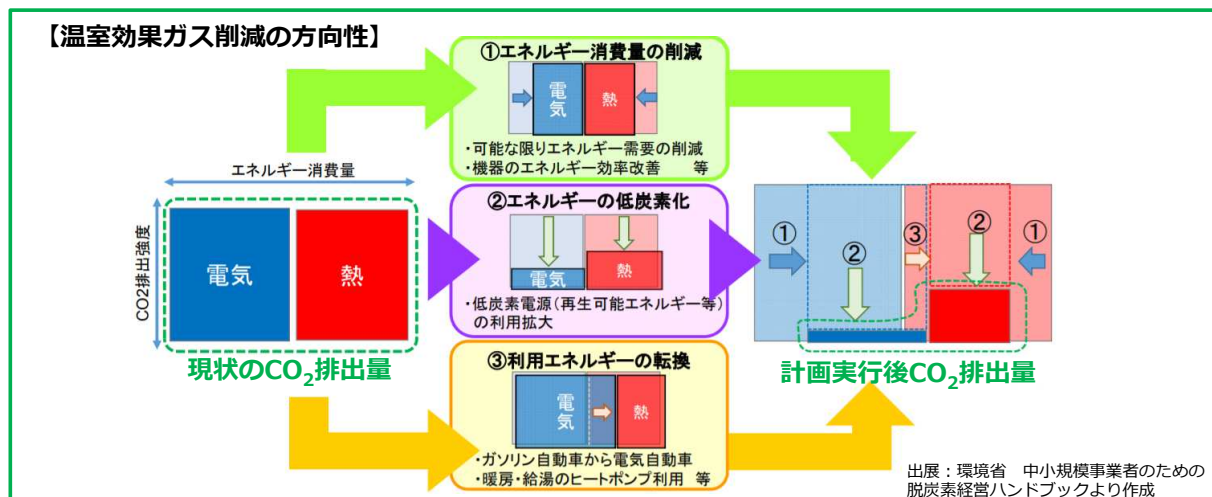 【温室効果ガス削減の方向性】
①エネルギー消費量の削減
電気
熱
・可能な限りエネルギー需要の削減
・機器のエネルギー効率改善　等
エネルギー消費量
CO2排出強度
電気
熱
現状のCO₂排出量
②エネルギーの低炭素化
電気
熱
・低炭素電源(再生可能エネルギー等)
の利用拡大
③利用エネルギーの転換
電気
熱
・ガソリン自動車から電気自動車
・暖房・給湯のヒートポンプ利用　等
①
②
③
②
①
計画実行後CO₂排出量
出展：環境省　中小規模事業者のための
脱炭素経営ハンドブックより作成